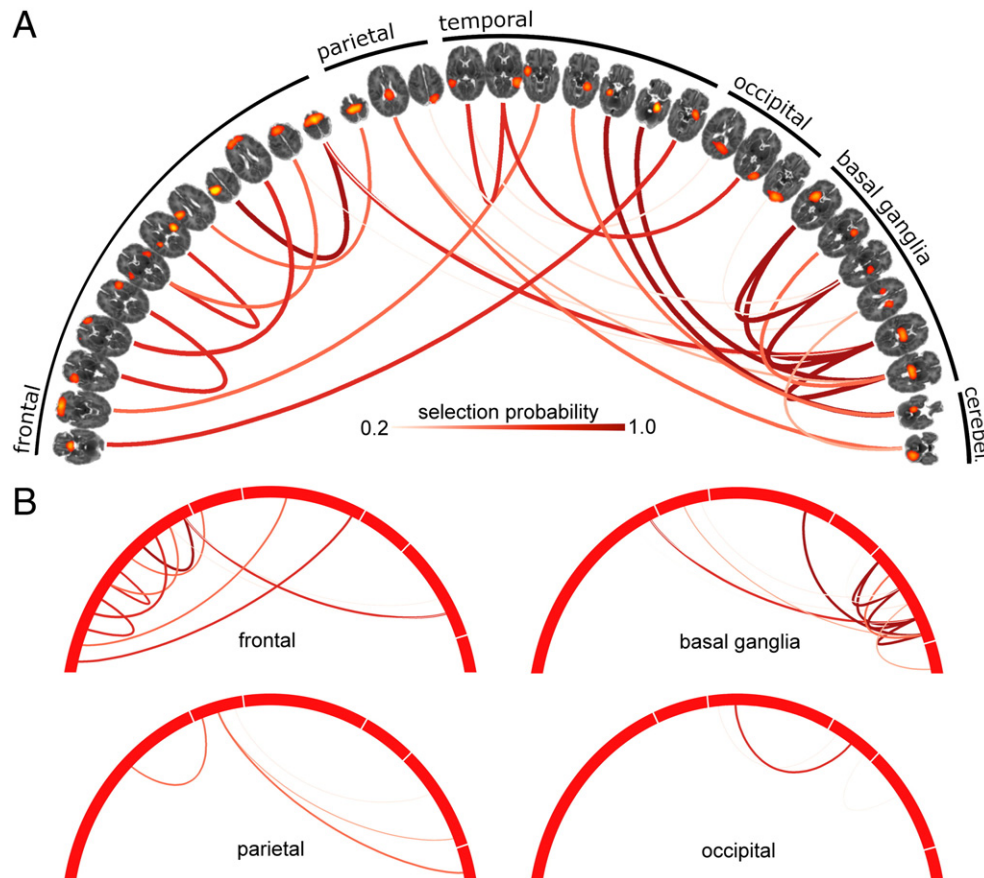 A
frontal
parietal
temporal
occipital
basal ganglia
cerebel.
selection probability
0.2
1.0
B
frontal
basal ganglia
parietal
occipital